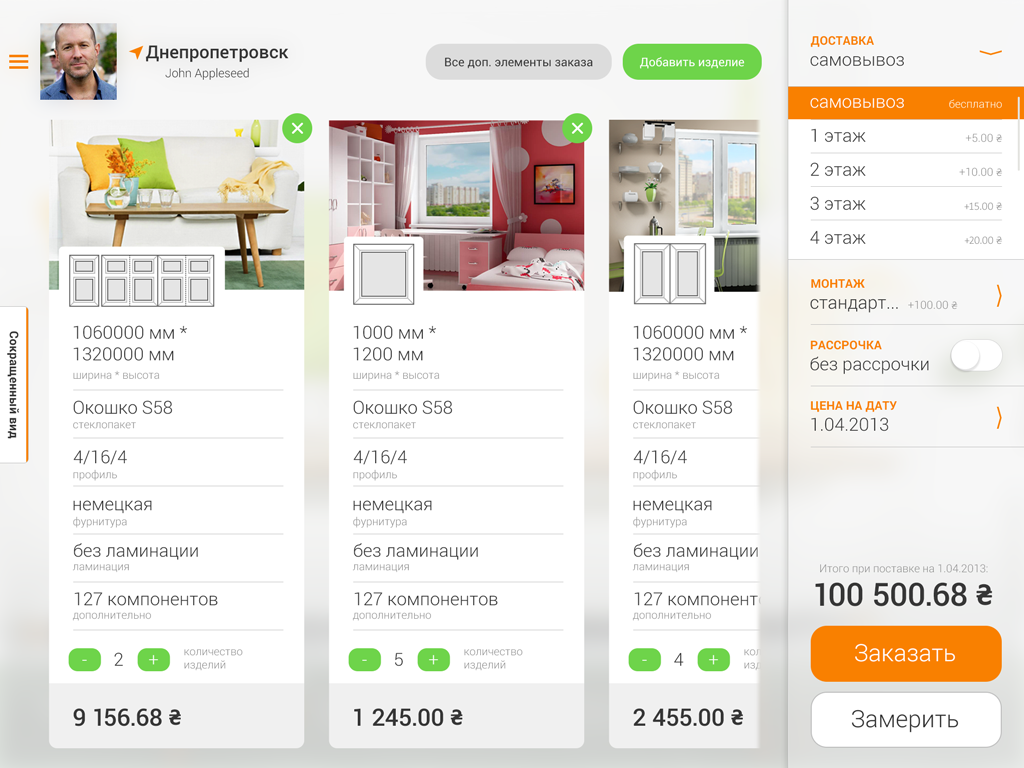 Днепропетровск
John Appleseed
Все доп. элементы заказа
Добавить изделие
Сокращенный вид
1060000 мм *
1320000 мм
ширина * высота
Окошко S58
стеклопакет
4/16/4
профиль
немецкая
фурнитура
без ламинации
ламинация
127 компонентов
дополнительно
- 2 +
количество
изделий
9 156.68 ₴
1000 мм *
1200 мм
ширина * высота
Окошко S58
стеклопакет
4/16/4
профиль
немецкая
фурнитура
без ламинации
ламинация
127 компонентов
дополнительно
- 5 +
количество
изделий
1 245.00 ₴
1060000 мм *
1320000 мм
ширина * высота
Окошко S58
стеклопакет
4/16/4
профиль
немецкая
фурнитура
без ламинации
ламинация
127 компонент
дополнительно
- 4 +
2 455.00 ₴
ДОСТАВКА
самовывоз
самовывоз бесплатно
1 этаж +5.00 ₴
2 этаж +10.00 ₴
3 этаж +15.00 ₴
4 этаж +20.00 ₴
МОНТАЖ
стандарт... +100.00 ₴
РАССРОЧКА
без рассрочки
ЦЕНА НА ДАТУ
1.04.2013
Итого при поставке на 1.04.2013:
100 500.68 ₴
Заказать
Замерить